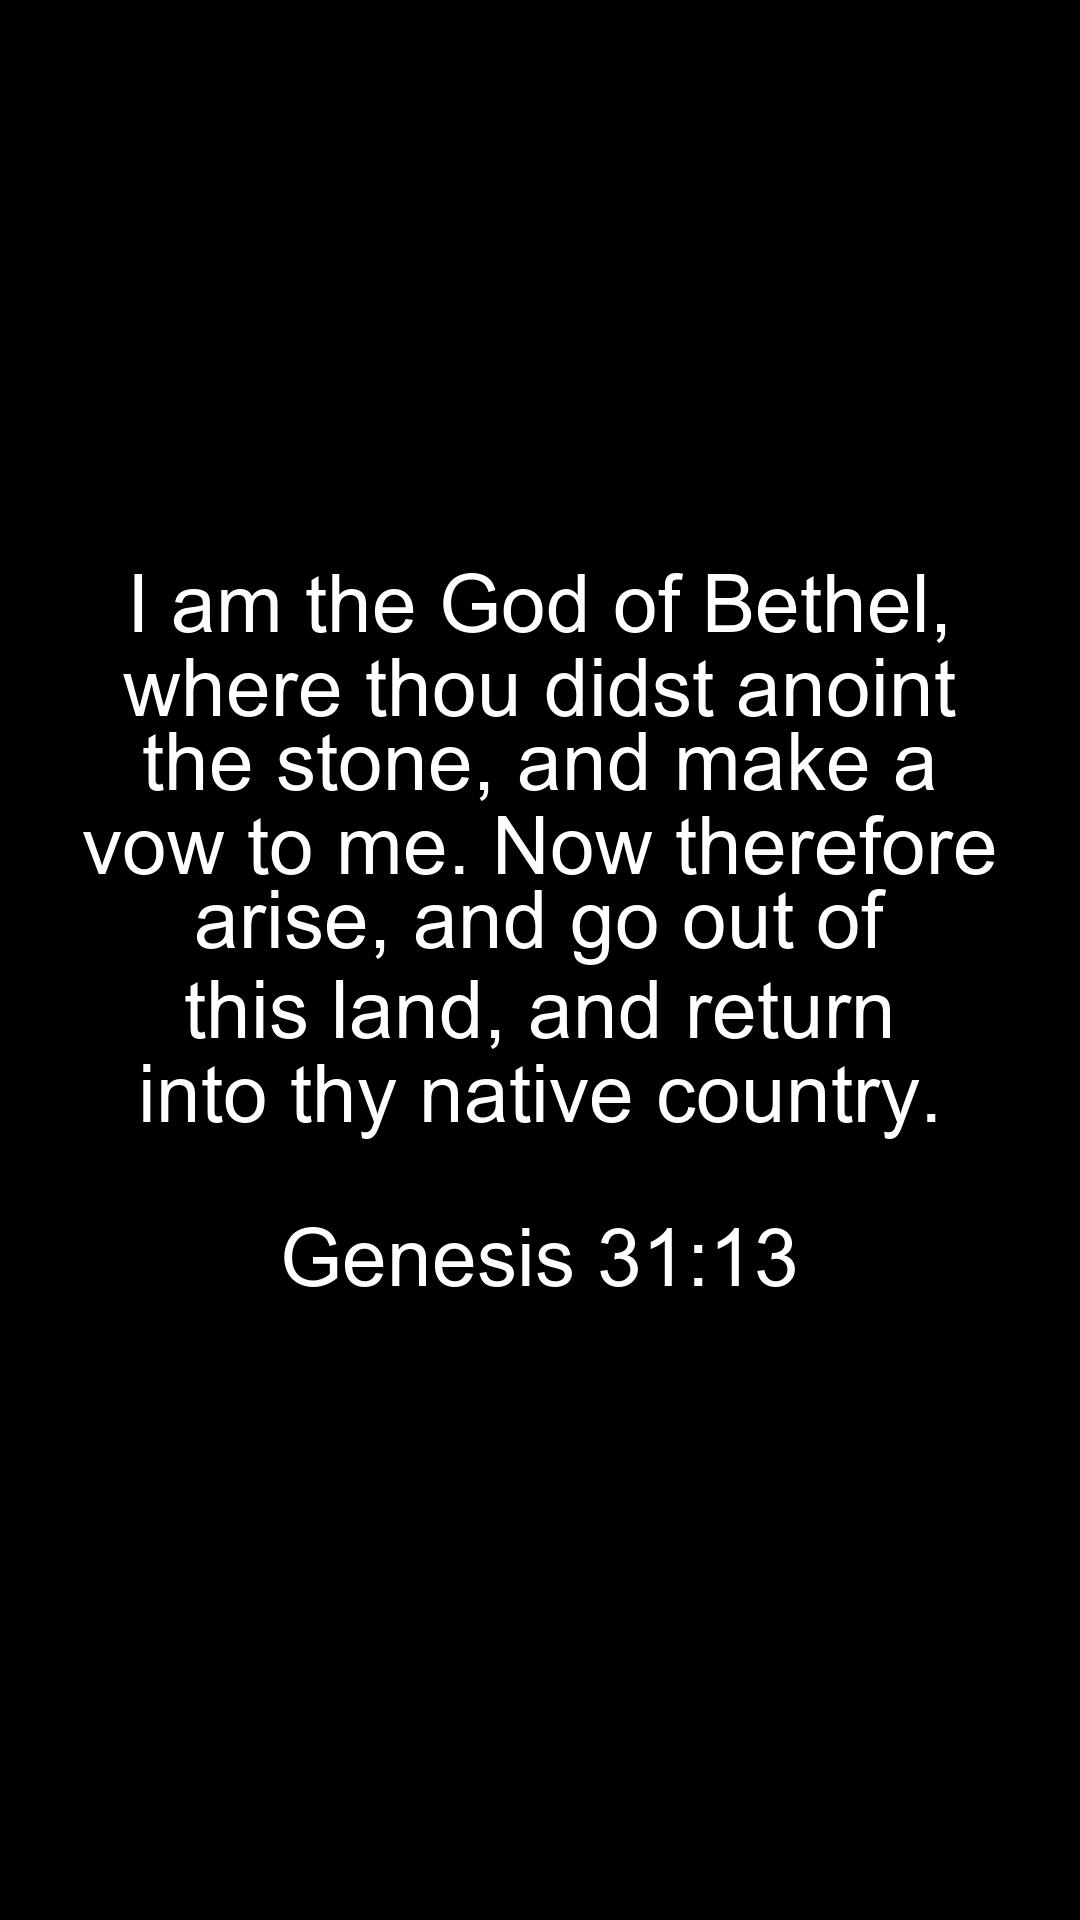 I am the God of Bethel,
where thou didst anoint
the stone, and make a
vow to me. Now therefore
arise, and go out of
this land, and return
into thy native country.
Genesis 31:13